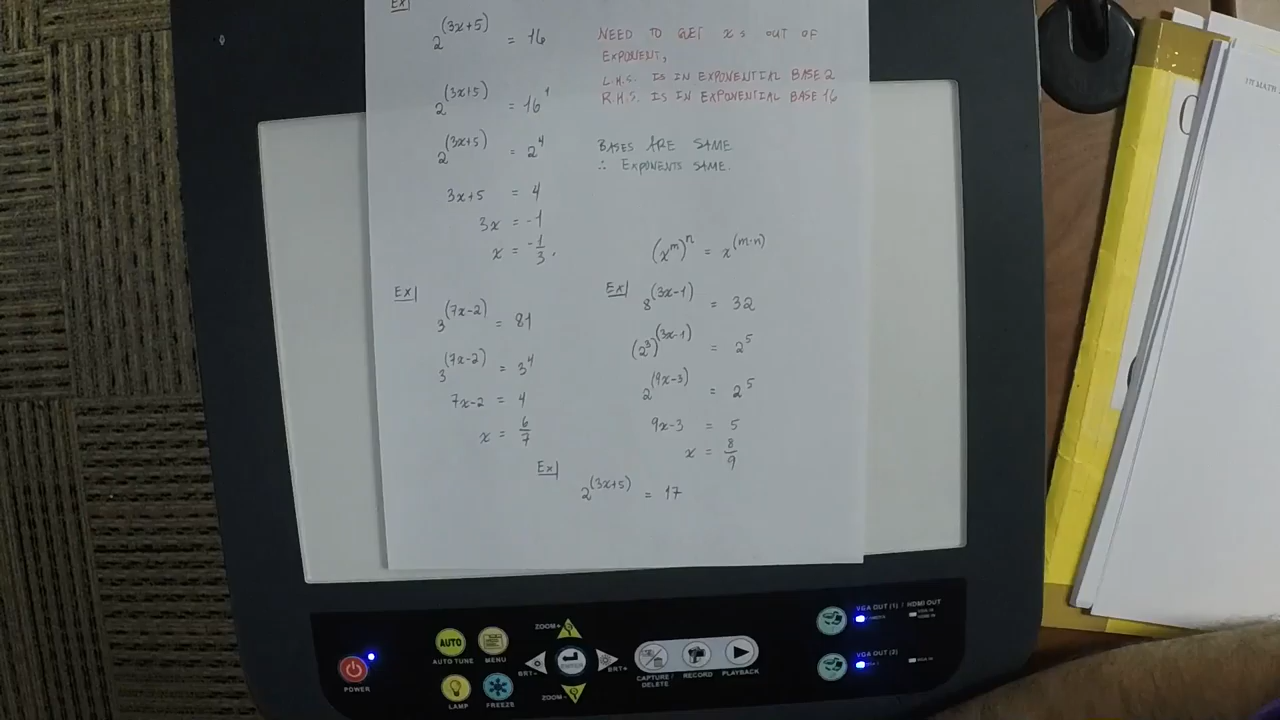 Ex
2^(3x+5) = 16
NEED TO GET x s OUT OF
EXPONENT,
L.H.S. IS IN EXPONENTIAL BASE 2
R.H.S. IS IN EXPONENTIAL BASE 16
2^(3x+5) = 16^1
2^(3x+5) = 2^4
BASES ARE SAME
∴ EXPONENTS SAME.
3x+5 = 4
3x = -1
x = -1/3.
(x^m)^n = x^(m·n)
Ex
3^(7x-2) = 81
3^(7x-2) = 3^4
7x-2 = 4
x = 6/7
Ex
8^(3x-1) = 32
(2^3)^(3x-1) = 2^5
2^(9x-3) = 2^5
9x-3 = 5
x = 8/9
Ex
2^(3x+5) = 17
POWER
AUTO
AUTO TUNE
MENU
LAMP
FREEZE
ZOOM+
BRT-
BRT+
ZOOM-
CAPTURE /
DELETE
RECORD
PLAYBACK
VGA OUT (1) / HDMI OUT
VGA OUT (2)